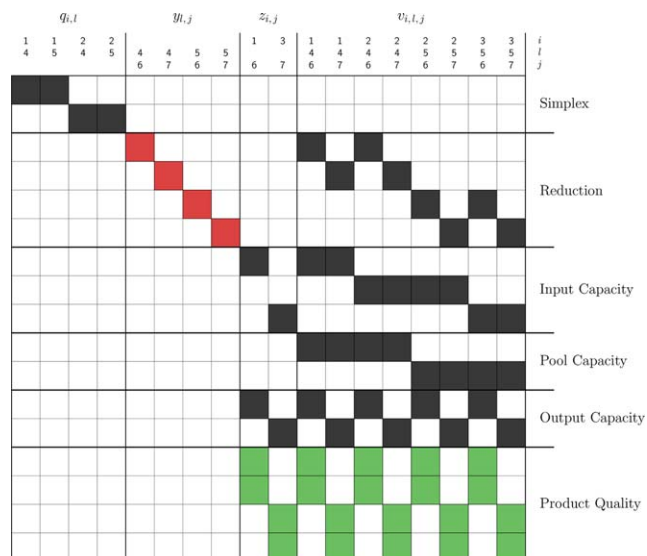 q_{i,l} y_{l,j} z_{i,j} v_{i,l,j}
1 1 2 2 1 3 1 1 2 2 2 2 3 3 i
4 5 4 5 4 4 5 5 4 4 4 4 5 5 5 5 l
6 7 6 7 6 7 6 7 6 7 6 7 6 7 j
Simplex
Reduction
Input Capacity
Pool Capacity
Output Capacity
Product Quality